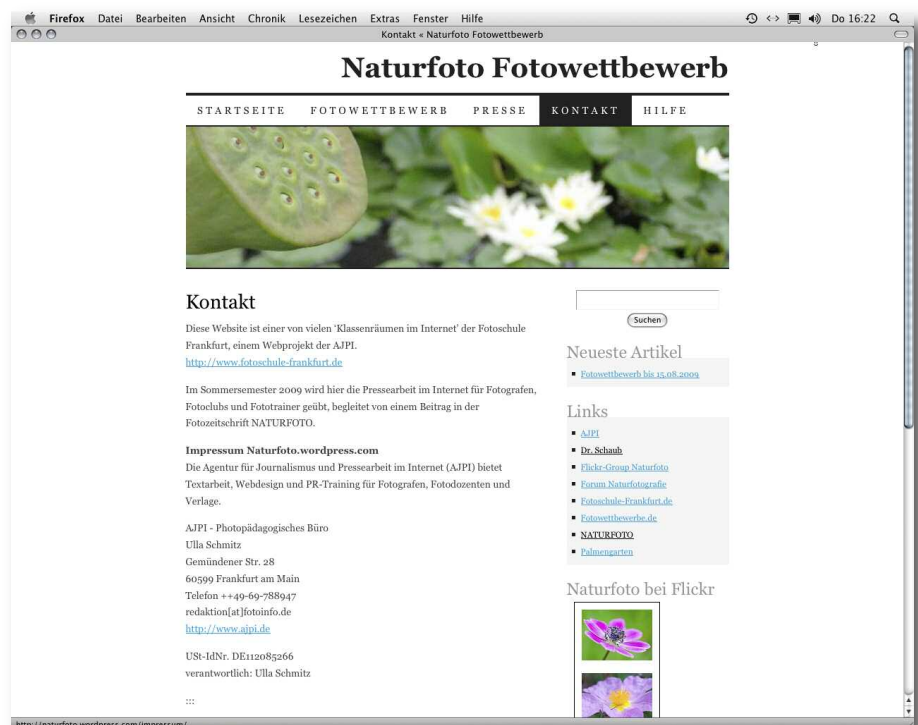 Firefox Datei Bearbeiten Ansicht Chronik Lesezeichen Extras Fenster Hilfe Do 16:22
Kontakt « Naturfoto Fotowettbewerb
Naturfoto Fotowettbewerb
STARTSEITE FOTOWETTBEWERB PRESSE KONTAKT HILFE
Kontakt
Diese Website ist einer von vielen ‘Klassenräumen im Internet’ der Fotoschule
Frankfurt, einem Webprojekt der AJPI.
http://www.fotoschule-frankfurt.de
Im Sommersemester 2009 wird hier die Pressearbeit im Internet für Fotografen,
Fotoclubs und Fototrainer geübt, begleitet von einem Beitrag in der
Fotozeitschrift NATURFOTO.
Impressum Naturfoto.wordpress.com
Die Agentur für Journalismus und Pressearbeit im Internet (AJPI) bietet
Textarbeit, Webdesign und PR-Training für Fotografen, Fotodozenten und
Verlage.
AJPI - Photopädagogisches Büro
Ulla Schmitz
Gemündener Str. 28
60599 Frankfurt am Main
Telefon ++49-69-788947
redaktion[at]fotoinfo.de
http://www.ajpi.de
USt-IdNr. DE112085266
verantwortlich: Ulla Schmitz
:::
Suchen
Neueste Artikel
Fotowettbewerb bis 15.08.2009
Links
AJPI
Dr. Schaub
Flickr-Group Naturfoto
Forum Naturfotografie
Fotoschule-Frankfurt.de
Fotowettbewerbe.de
NATURFOTO
Palmengarten
Naturfoto bei Flickr
http://naturfoto.wordpress.com/impressum/